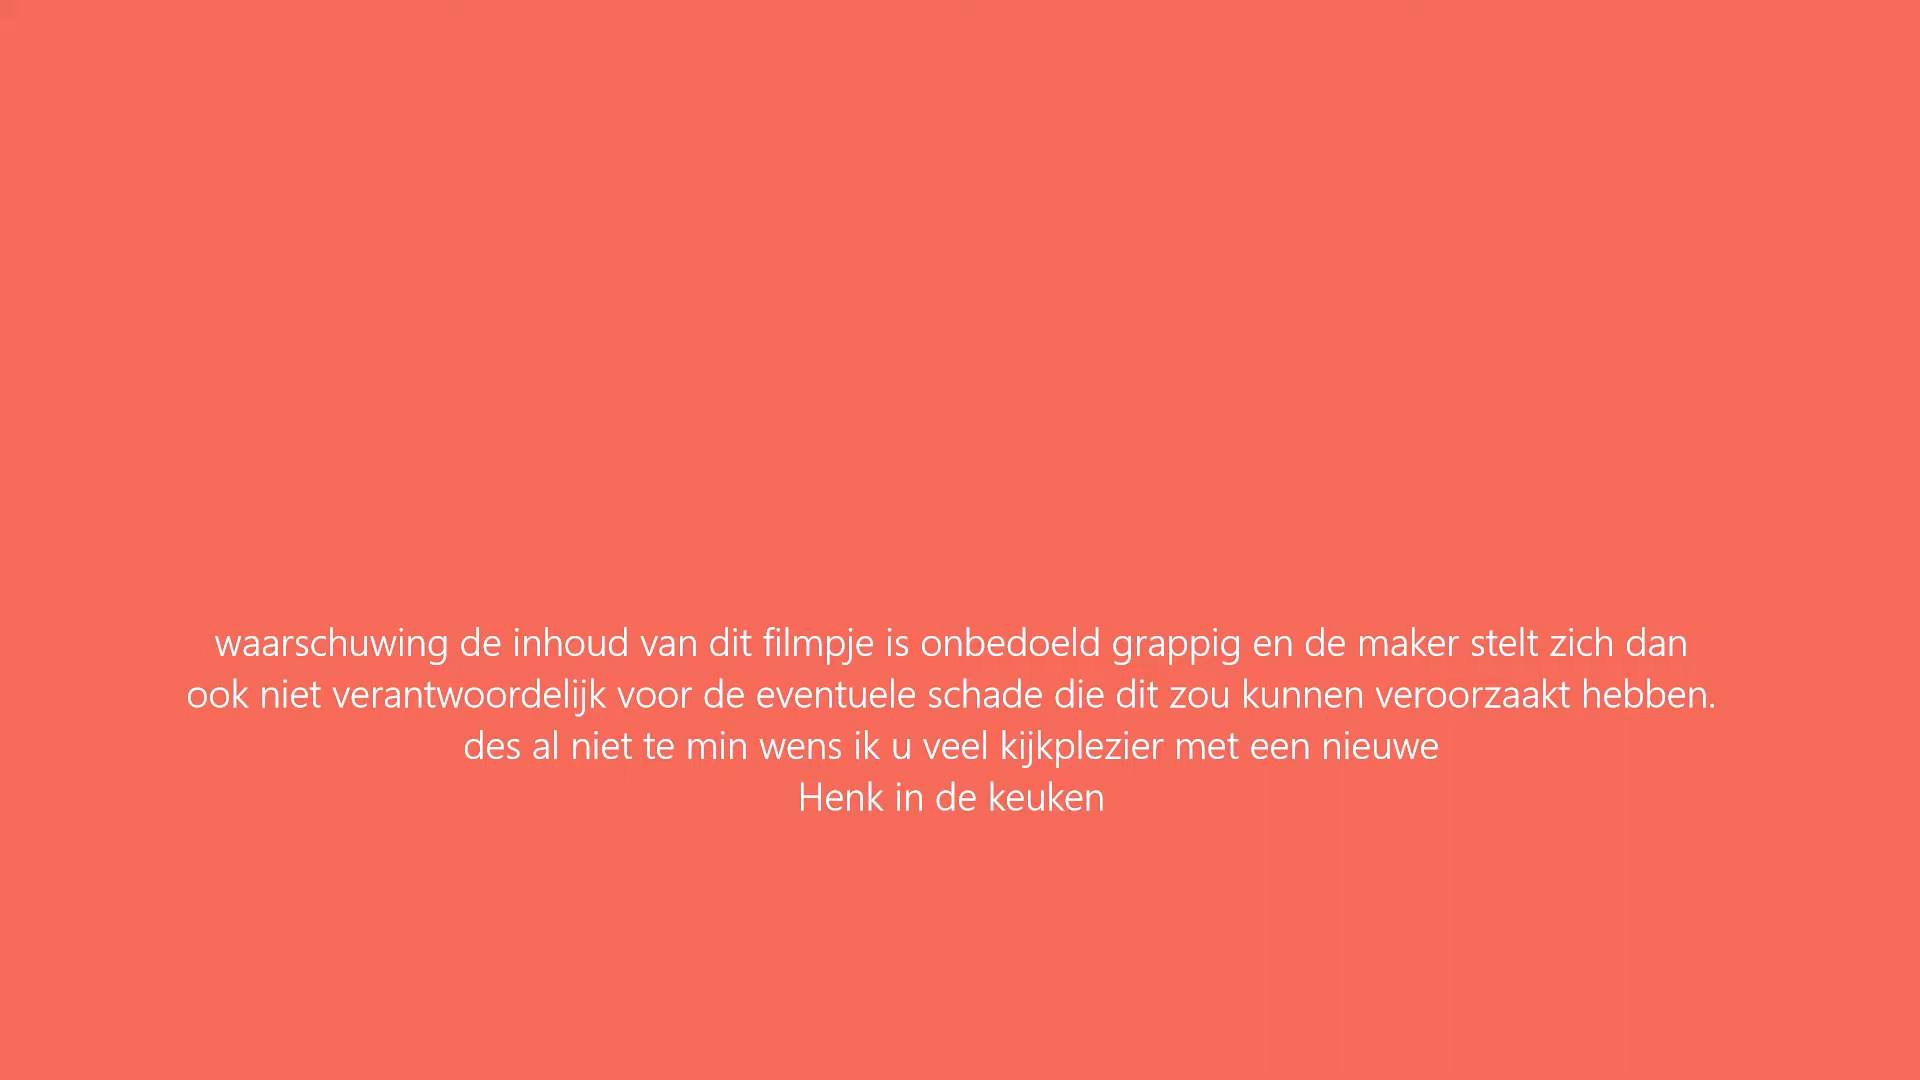 waarschuwing de inhoud van dit filmpje is onbedoeld grappig en de maker stelt zich dan
ook niet verantwoordelijk voor de eventuele schade die dit zou kunnen veroorzaakt hebben.
des al niet te min wens ik u veel kijkplezier met een nieuwe
Henk in de keuken